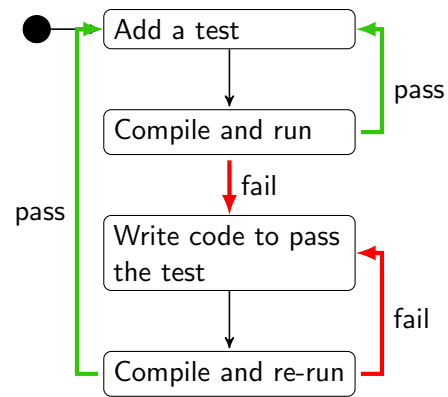 Add a test
pass
Compile and run
fail
pass
Write code to pass
the test
fail
Compile and re-run